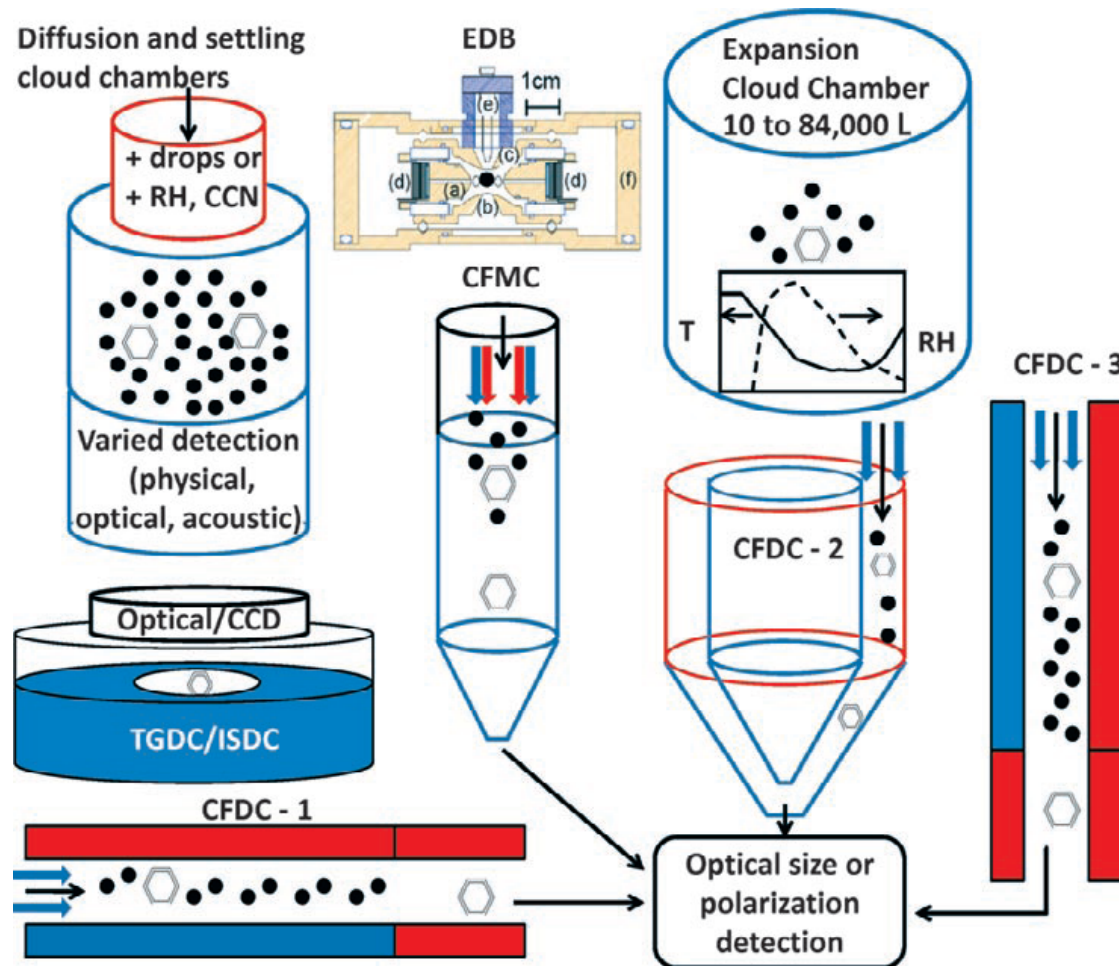 Diffusion and settling
cloud chambers
+ drops or
+ RH, CCN
Varied detection
(physical,
optical, acoustic)
EDB
1cm
(e)
(c)
(d)
(a)
(d)
(f)
(b)
CFMC
Expansion
Cloud Chamber
10 to 84,000 L
T
RH
CFDC - 3
CFDC - 2
Optical/CCD
TGDC/ISDC
CFDC - 1
Optical size or
polarization
detection